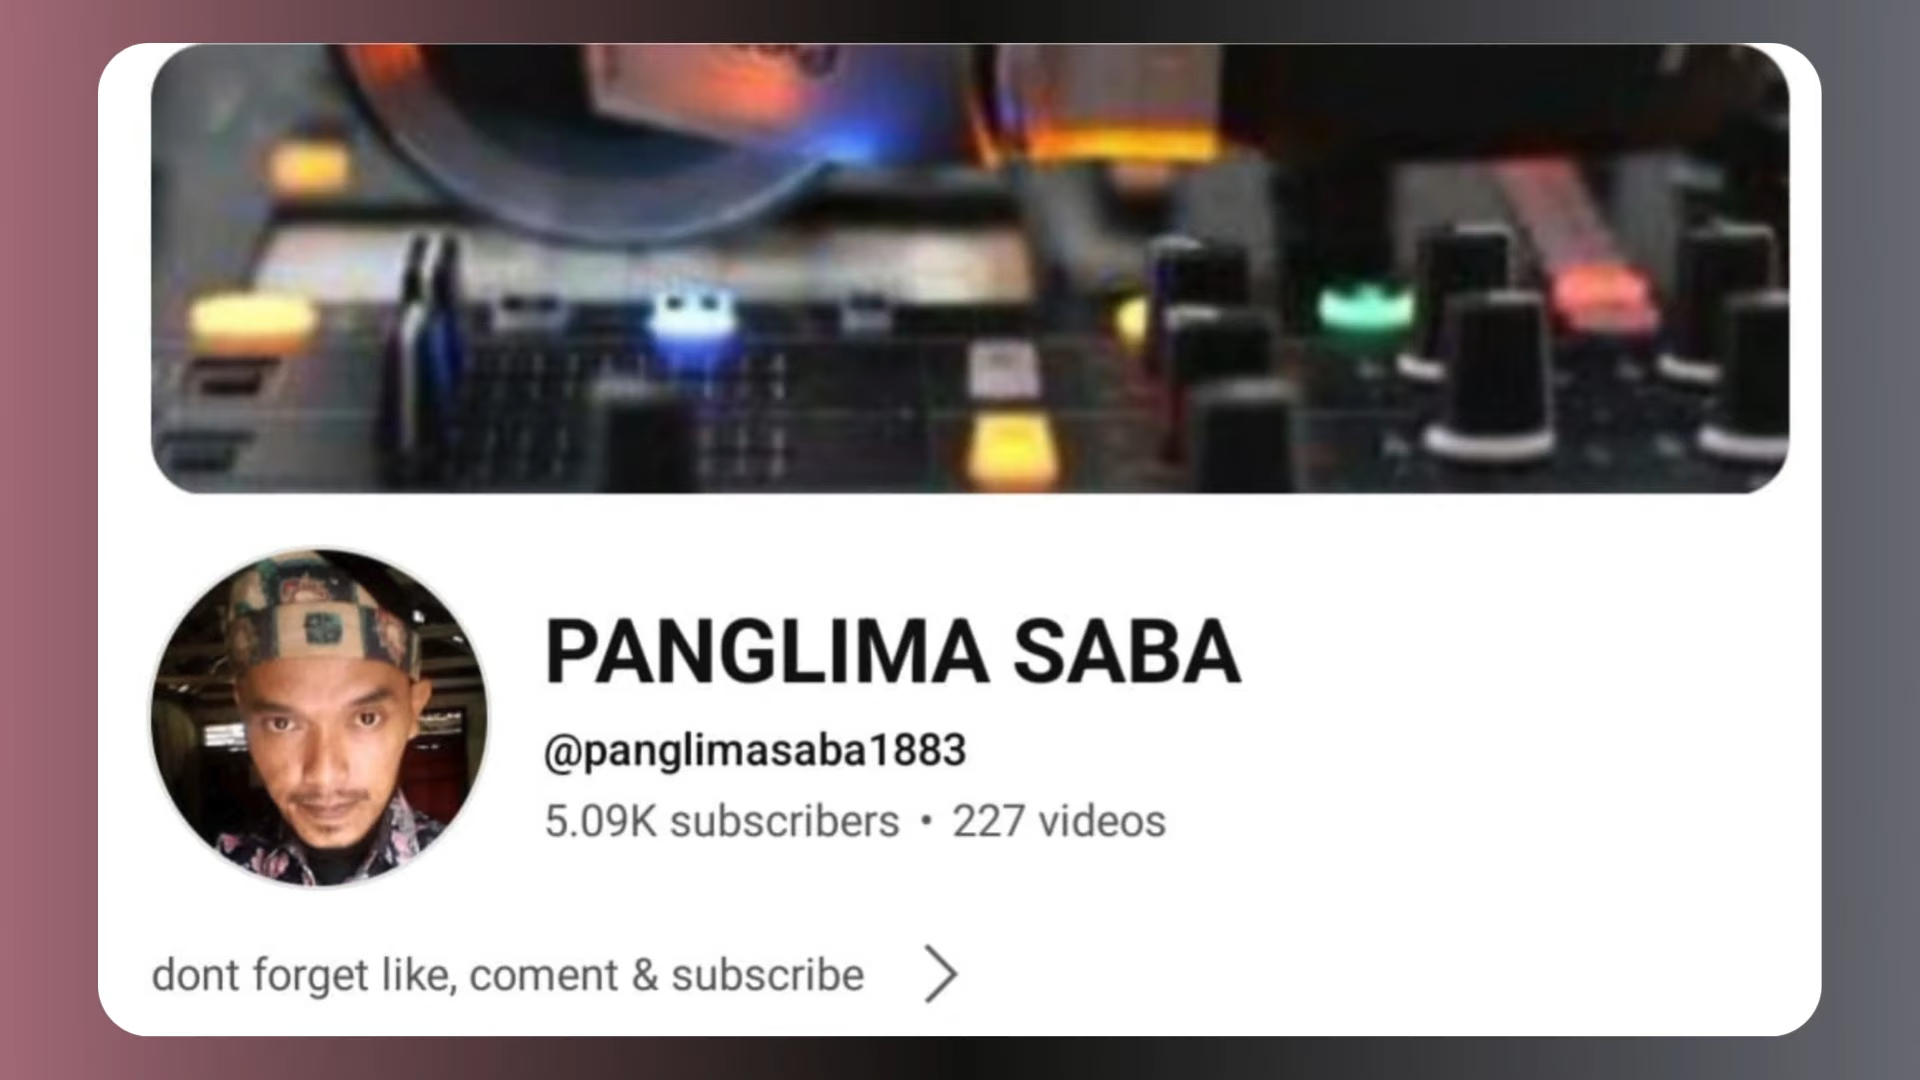 PANGLIMA SABA
@panglimasaba1883
5.09K subscribers • 227 videos
dont forget like, coment & subscribe